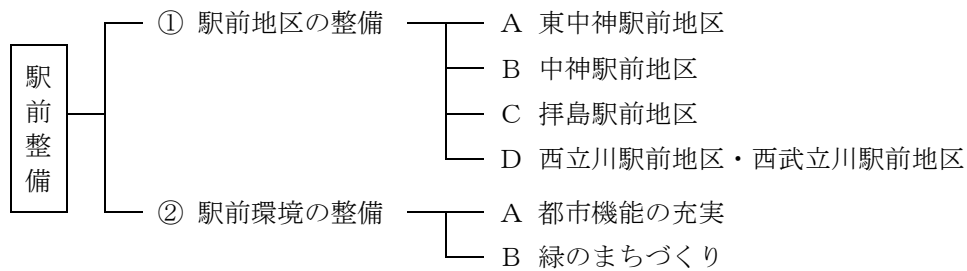 駅前整備
① 駅前地区の整備
A 東中神駅前地区
B 中神駅前地区
C 拝島駅前地区
D 西立川駅前地区・西武立川駅前地区
② 駅前環境の整備
A 都市機能の充実
B 緑のまちづくり